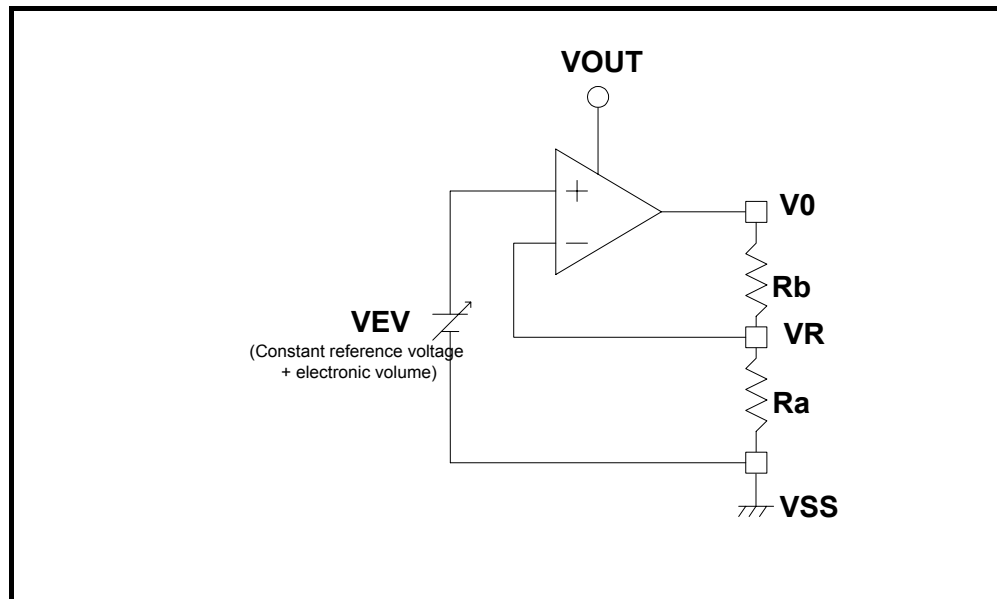 VOUT
+
−
V0
Rb
VEV
(Constant reference voltage
+ electronic volume)
VR
Ra
VSS